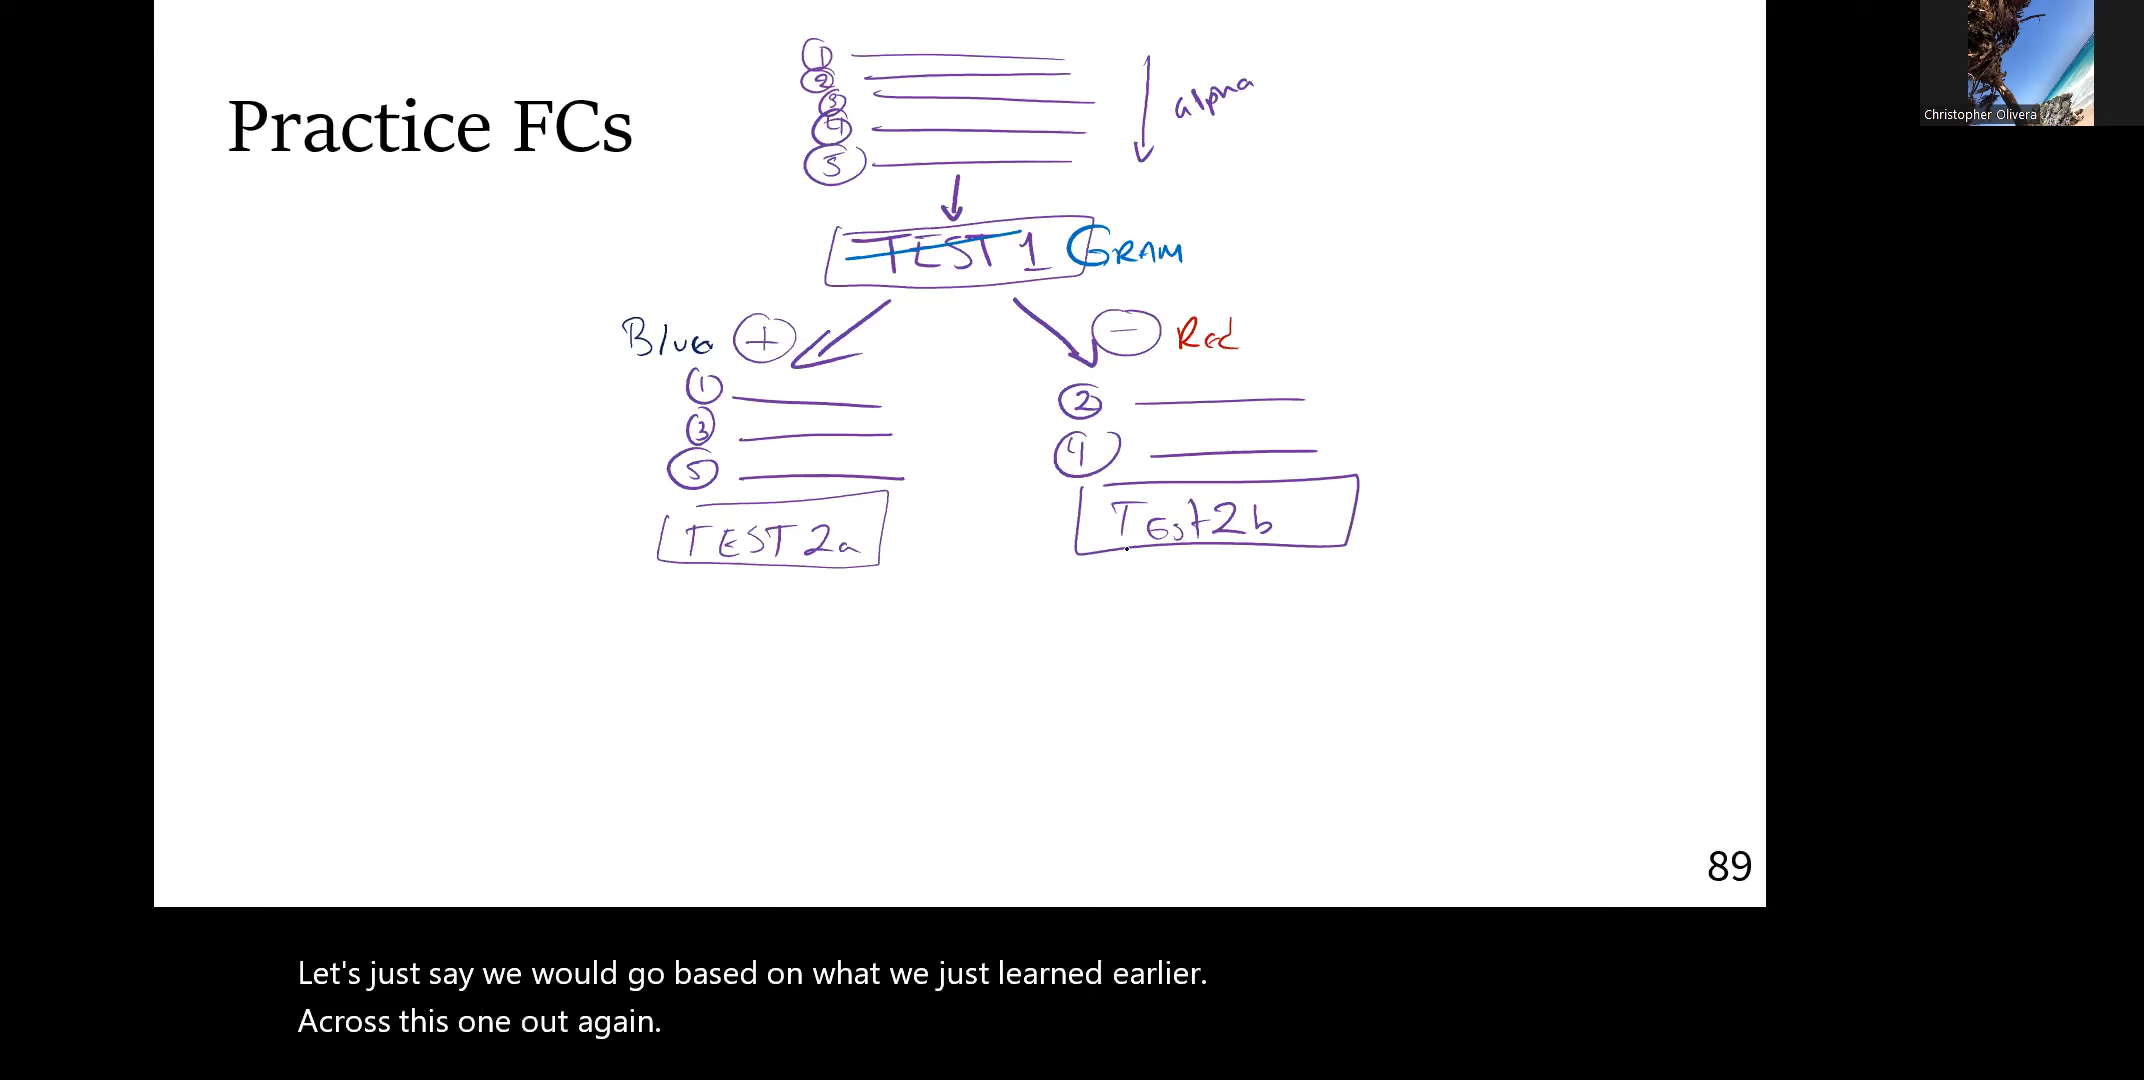 Practice FCs
①
②
③
④
⑤
alpha
TEST 1 GRAM
Blue + − Red
①
③
⑤
②
④
TEST 2a
TEST 2b
89
Christopher Olivera
Let's just say we would go based on what we just learned earlier.
Across this one out again.